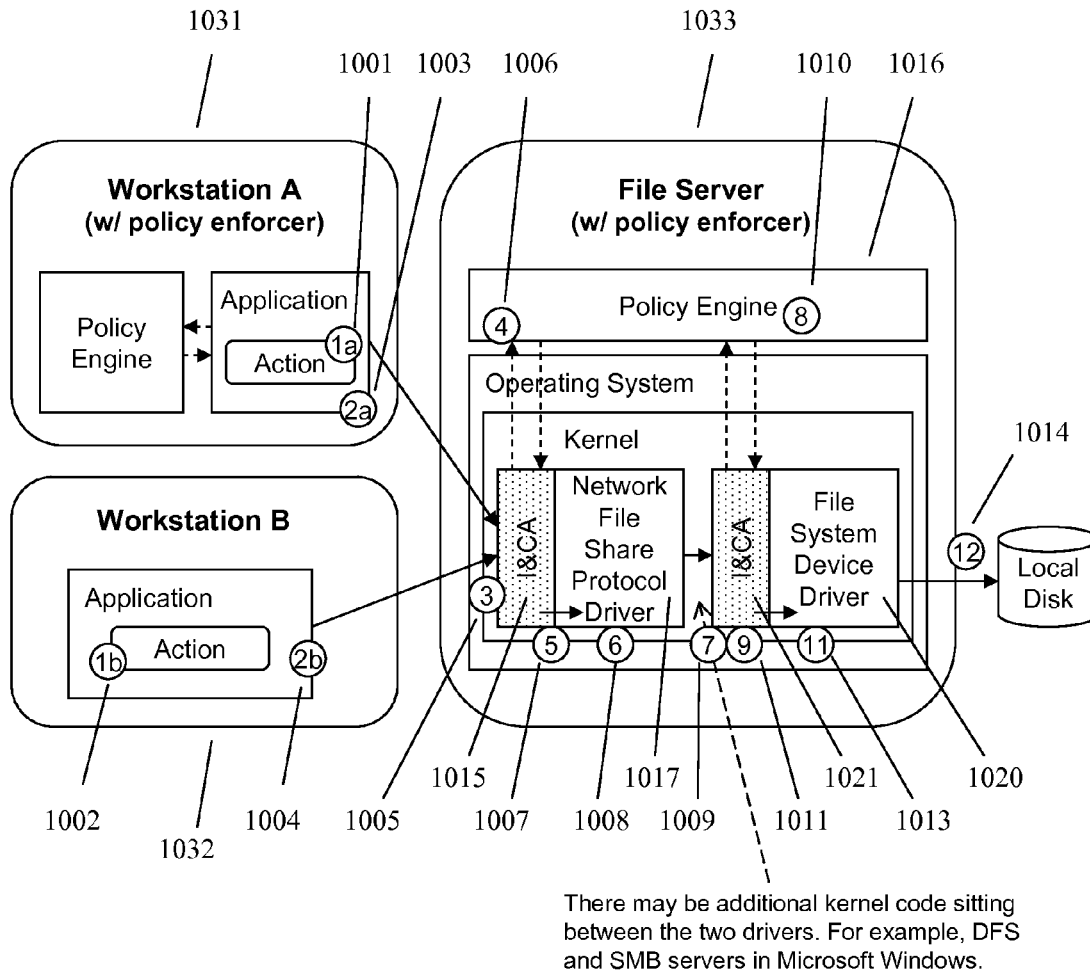 1031
1033
1001
1003
1006
1010
1016
Workstation A
(w/ policy enforcer)
Policy
Engine
Application
Action
1a
2a
File Server
(w/ policy enforcer)
Policy Engine
4
8
Operating System
Kernel
I&CA
Network
File
Share
Protocol
Driver
I&CA
File
System
Device
Driver
1014
12
Local
Disk
Workstation B
Application
Action
1b
2b
3
5
6
7
9
11
1015
1017
1021
1020
1002
1004
1005
1007
1008
1009
1011
1013
1032
There may be additional kernel code sitting
between the two drivers. For example, DFS
and SMB servers in Microsoft Windows.